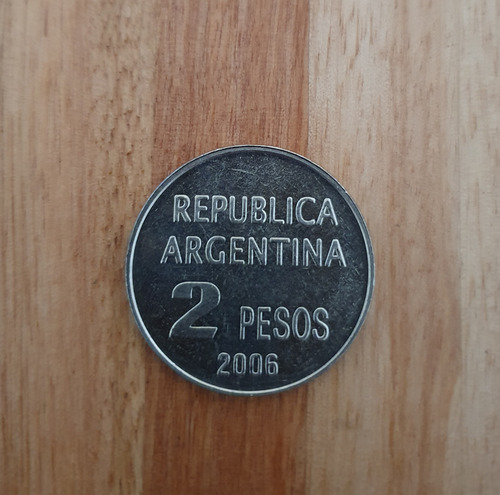 REPUBLICA
ARGENTINA
2 PESOS
2006